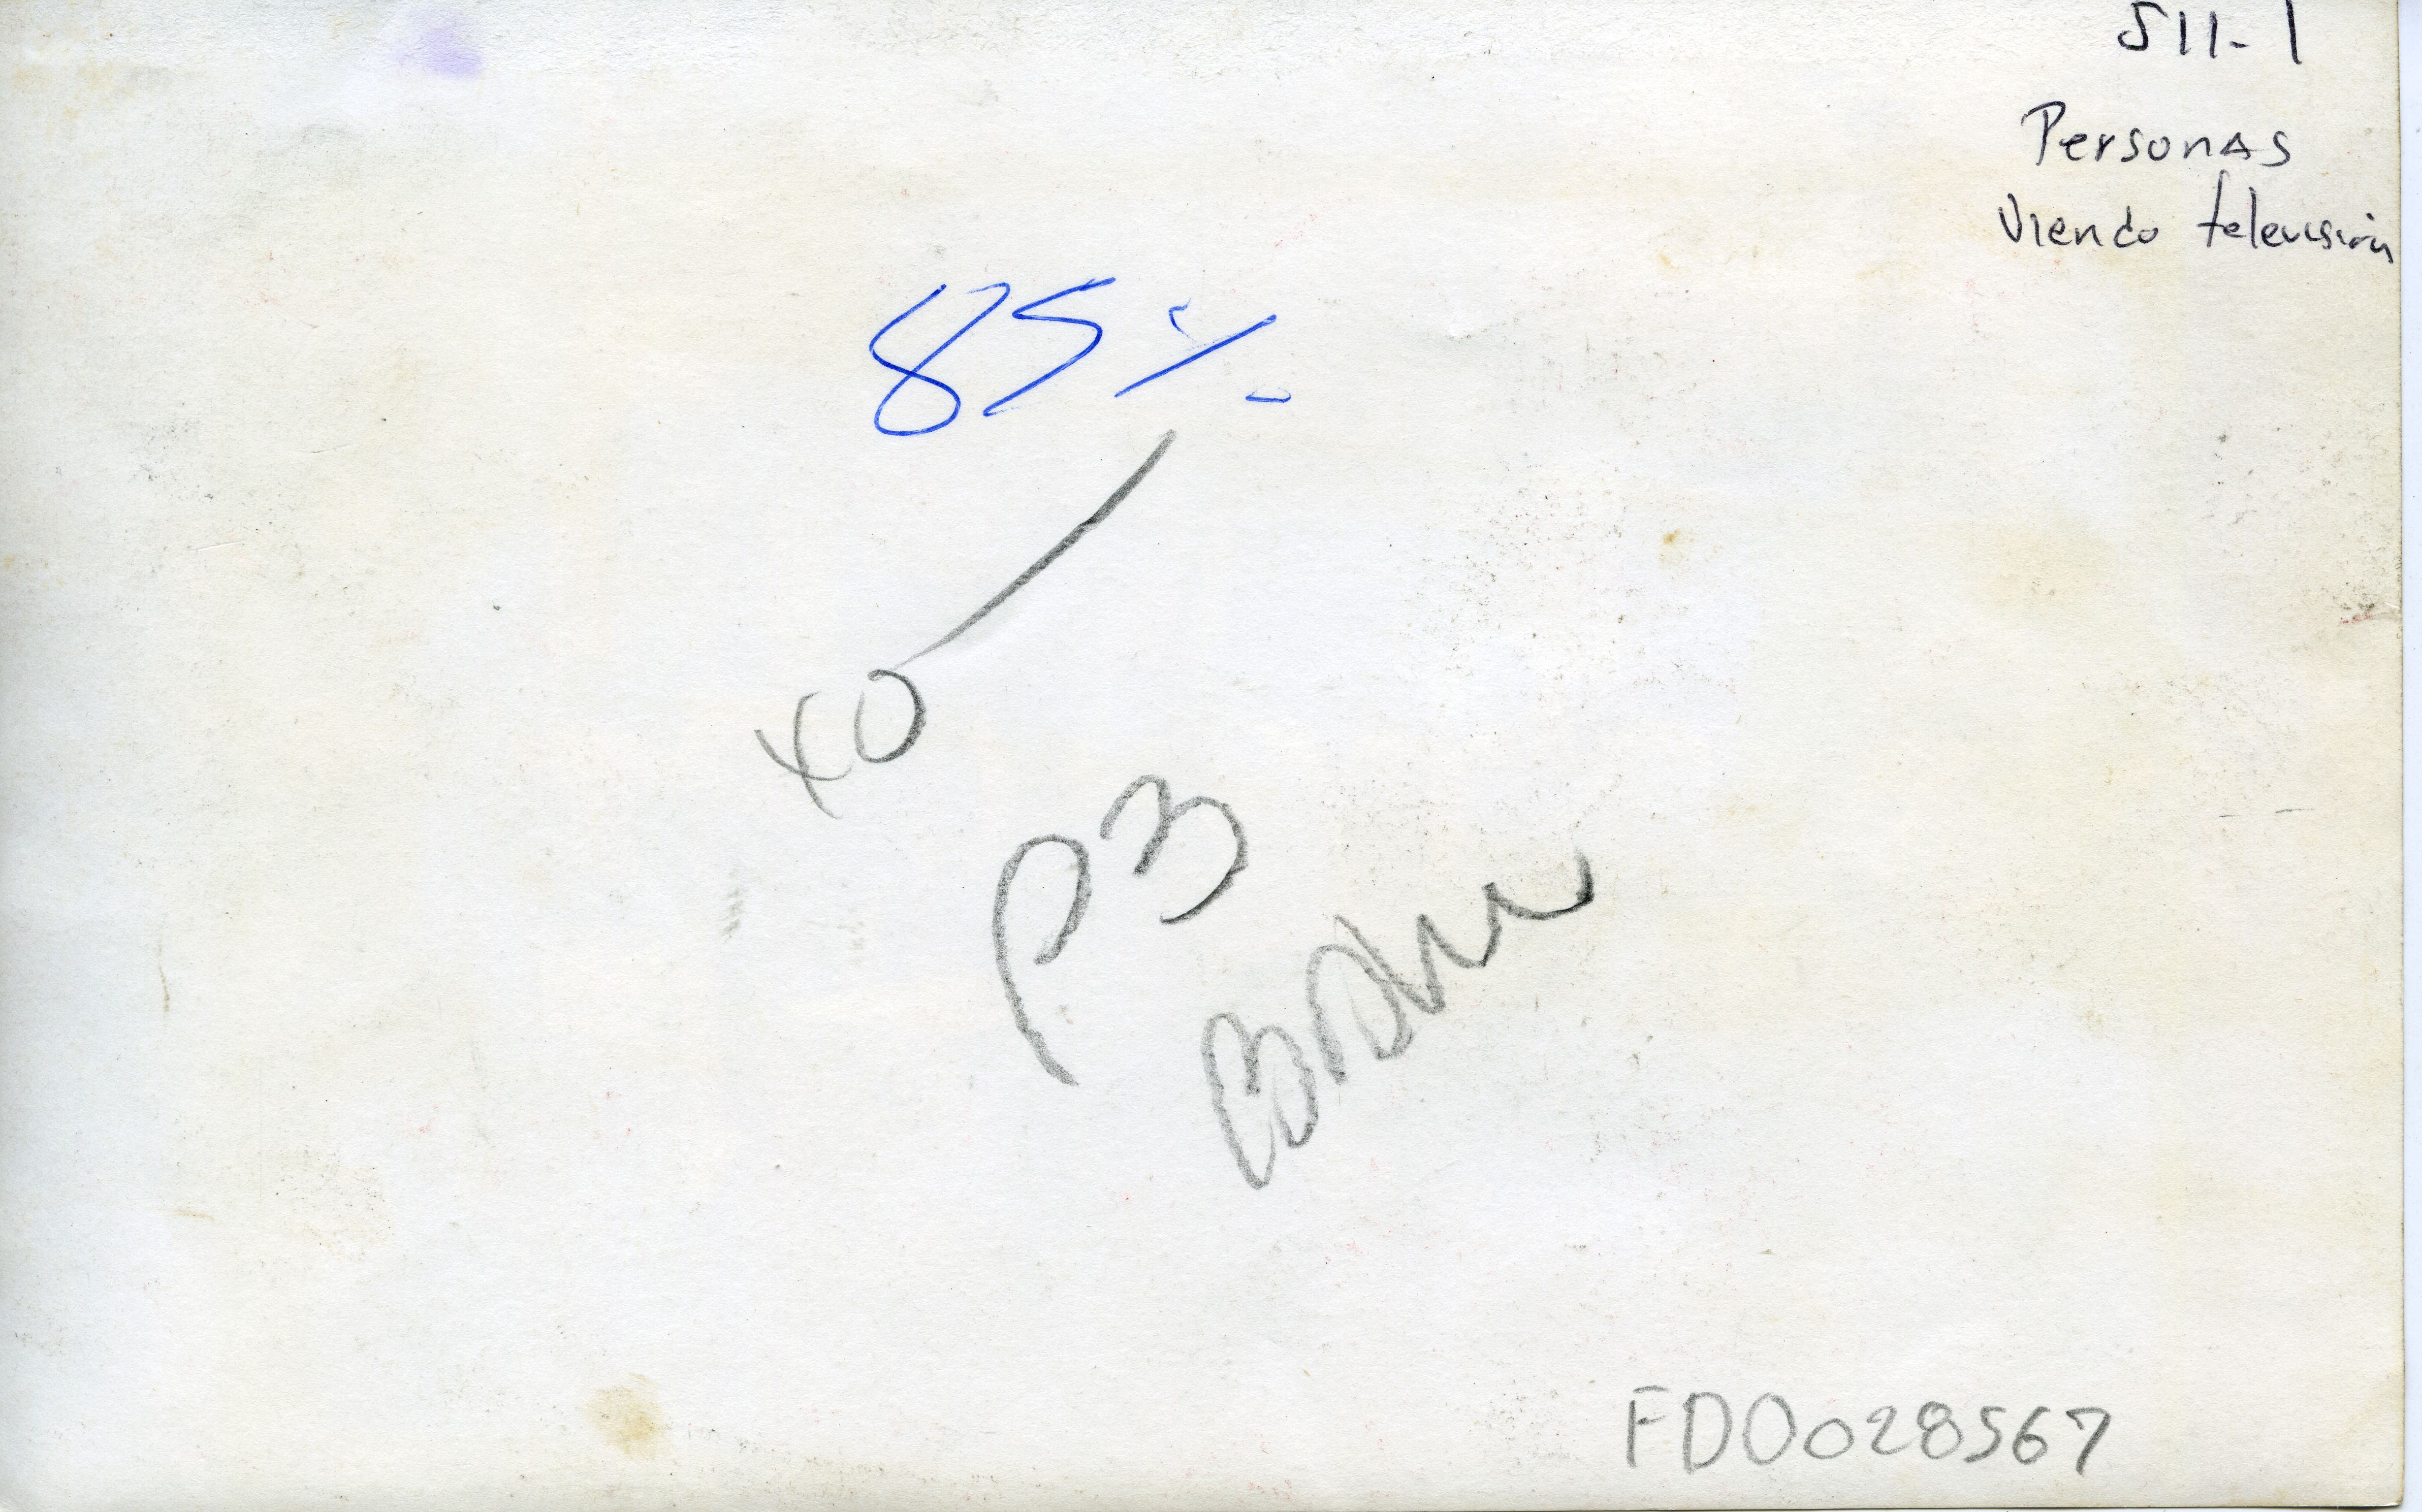 511-1
Personas
Viendo televisión
85%
XO
P3
FD0028567